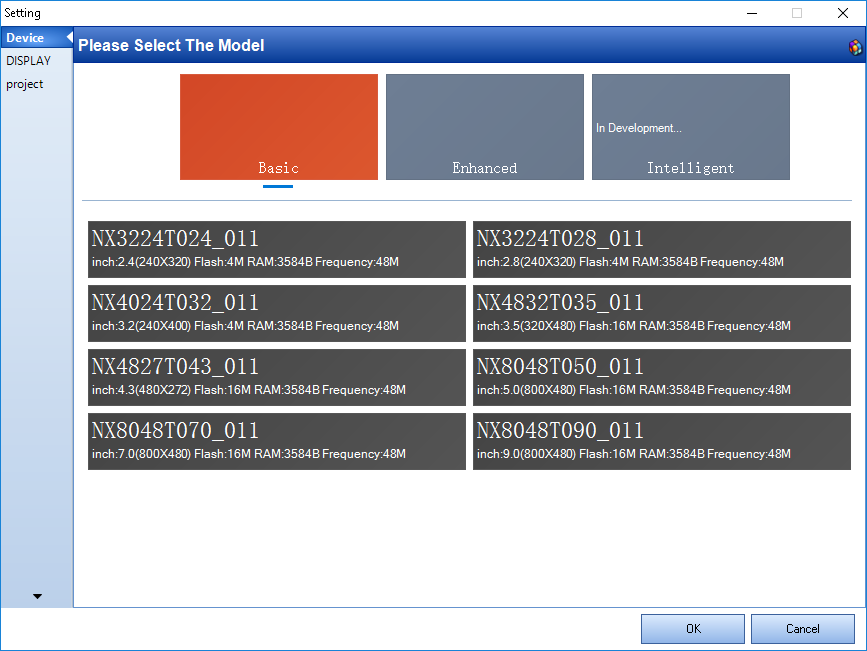 Setting
Device
DISPLAY
project
Please Select The Model
Basic
Enhanced
In Development...
Intelligent
NX3224T024_011
inch:2.4(240X320) Flash:4M RAM:3584B Frequency:48M
NX3224T028_011
inch:2.8(240X320) Flash:4M RAM:3584B Frequency:48M
NX4024T032_011
inch:3.2(240X400) Flash:4M RAM:3584B Frequency:48M
NX4832T035_011
inch:3.5(320X480) Flash:16M RAM:3584B Frequency:48M
NX4827T043_011
inch:4.3(480X272) Flash:16M RAM:3584B Frequency:48M
NX8048T050_011
inch:5.0(800X480) Flash:16M RAM:3584B Frequency:48M
NX8048T070_011
inch:7.0(800X480) Flash:16M RAM:3584B Frequency:48M
NX8048T090_011
inch:9.0(800X480) Flash:16M RAM:3584B Frequency:48M
OK
Cancel